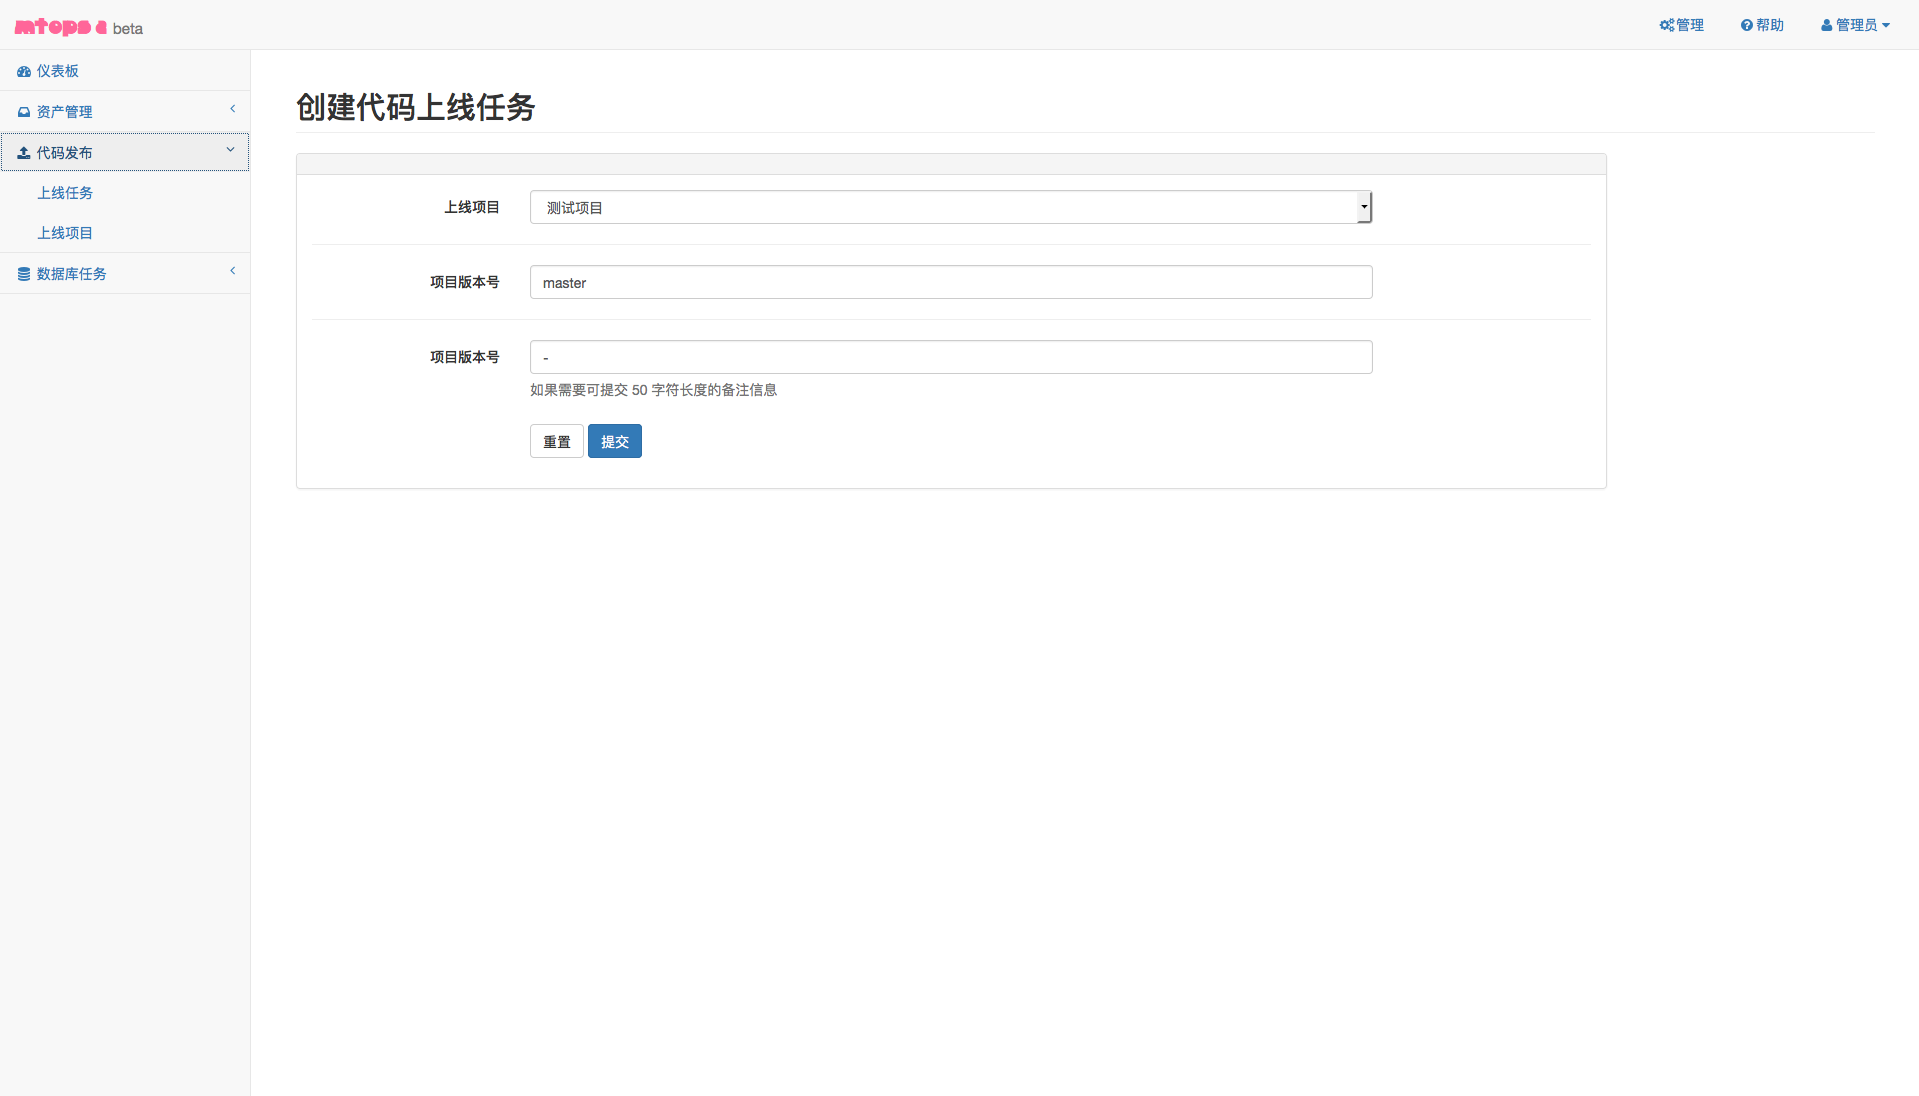 mtops a beta
管理
帮助
管理员
仪表板
资产管理
代码发布
上线任务
上线项目
数据库任务
创建代码上线任务
上线项目
测试项目
项目版本号
master
项目版本号
-
如果需要可提交 50 字符长度的备注信息
重置
提交